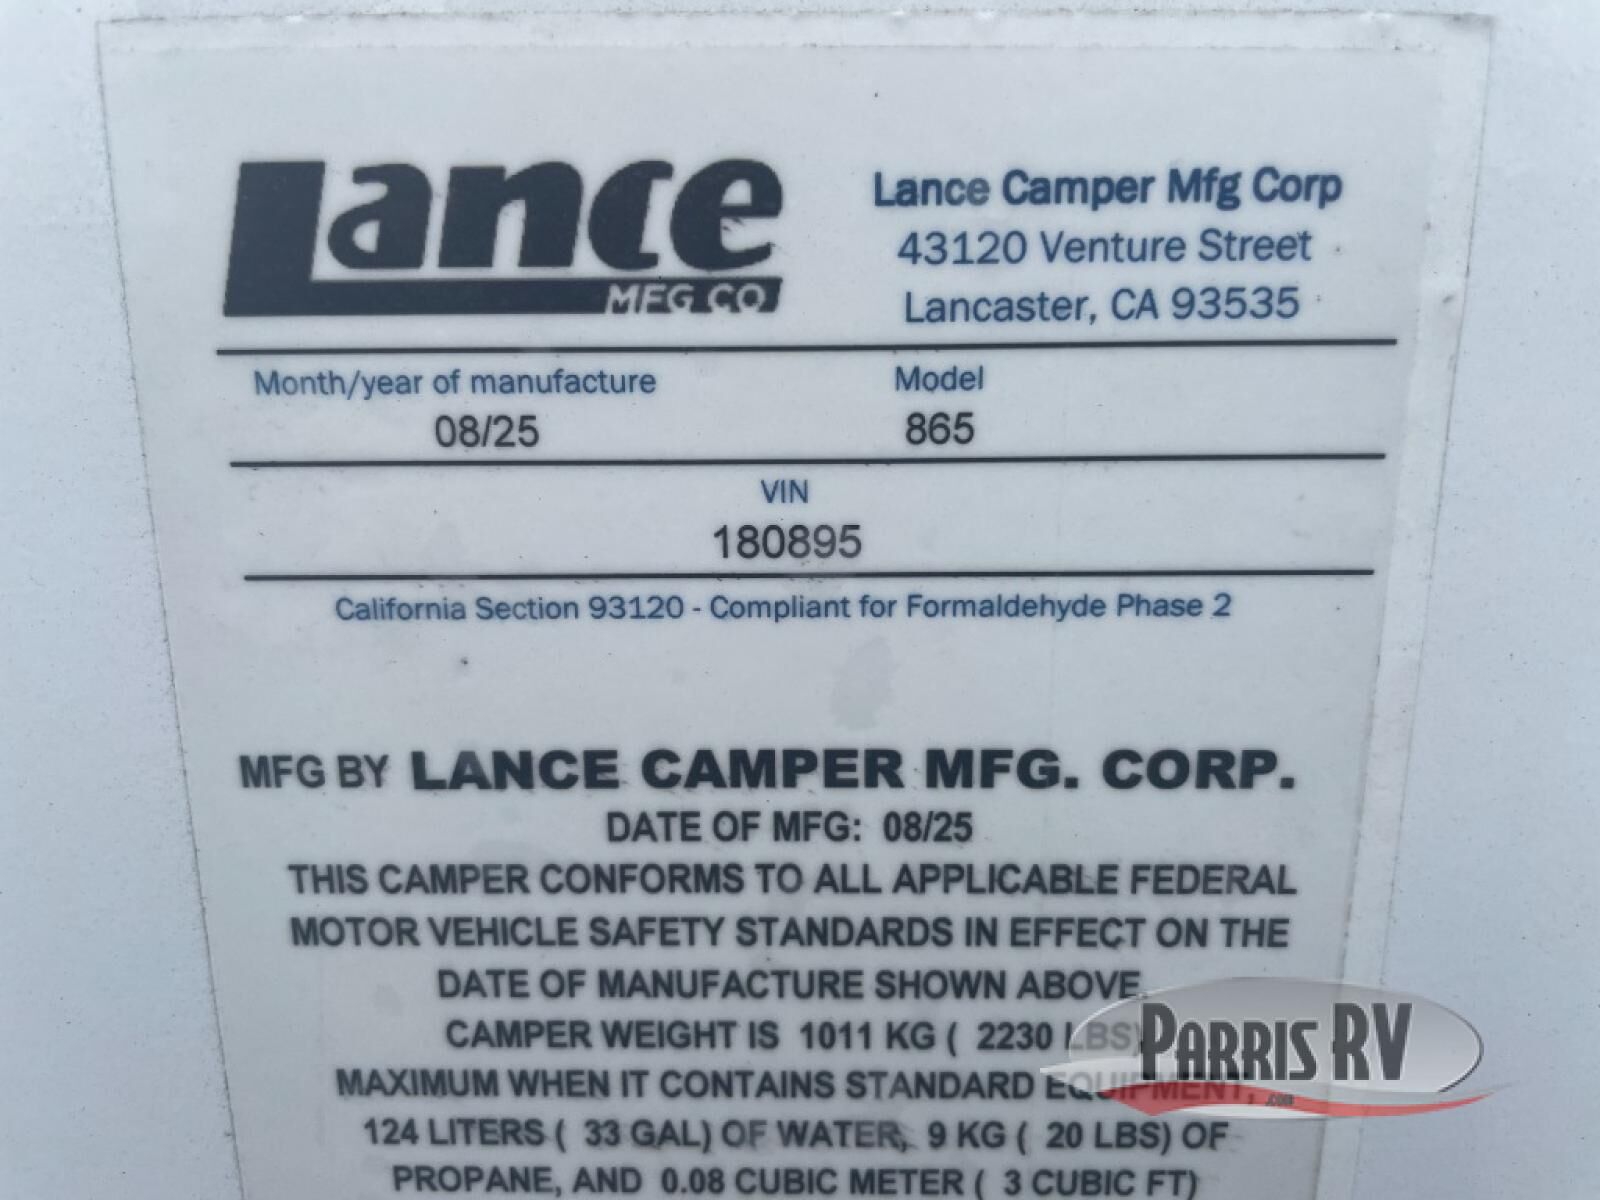 Lance
MFG CO
Lance Camper Mfg Corp
43120 Venture Street
Lancaster, CA 93535
Month/year of manufacture
08/25
Model
865
VIN
180895
California Section 93120 - Compliant for Formaldehyde Phase 2
MFG BY LANCE CAMPER MFG. CORP.
DATE OF MFG: 08/25
THIS CAMPER CONFORMS TO ALL APPLICABLE FEDERAL
MOTOR VEHICLE SAFETY STANDARDS IN EFFECT ON THE
DATE OF MANUFACTURE SHOWN ABOVE.
CAMPER WEIGHT IS 1011 KG ( 2230 LBS)
MAXIMUM WHEN IT CONTAINS STANDARD EQUIPMENT,
124 LITERS ( 33 GAL) OF WATER, 9 KG ( 20 LBS) OF
PROPANE, AND 0.08 CUBIC METER ( 3 CUBIC FT)
PARRIS RV
.com